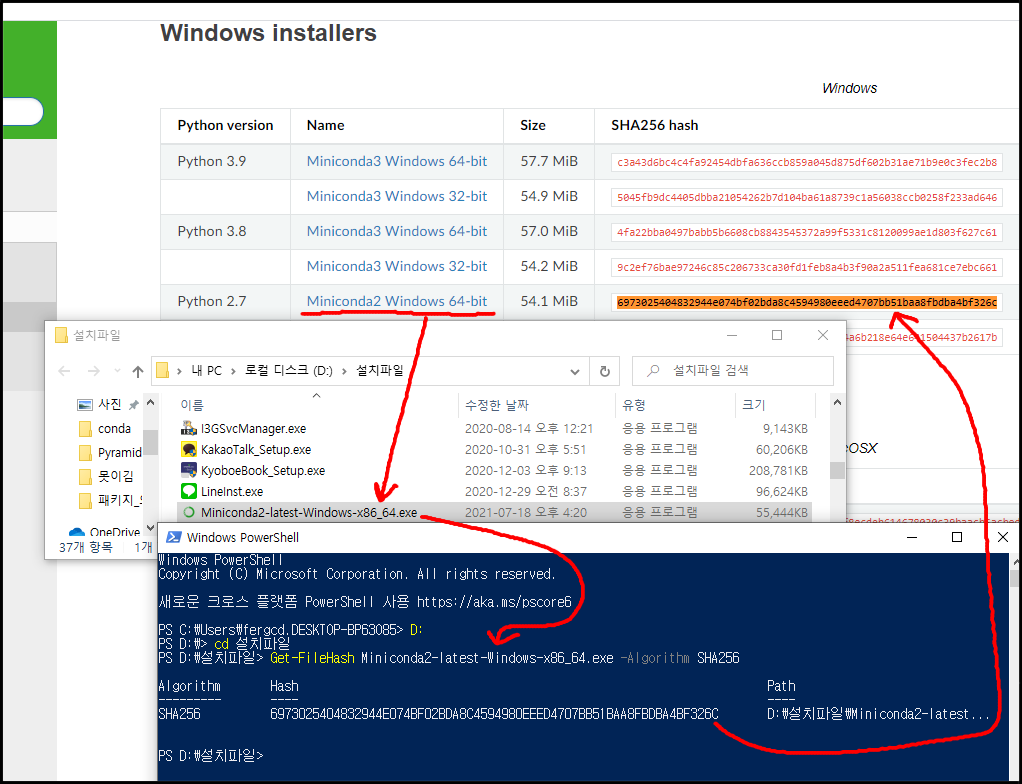 Windows installers
Windows
Python version Name Size SHA256 hash
Python 3.9 Miniconda3 Windows 64-bit 57.7 MiB c3a43d6bc4c4fa92454dbfa636ccb859a045d875df602b31ae71b9e0c3fec2b8
Miniconda3 Windows 32-bit 54.9 MiB 5045fb9dc4405dbba21054262b7d104ba61a8739c1a56038ccb0258f233ad646
Python 3.8 Miniconda3 Windows 64-bit 57.0 MiB 4fa22bba0497babb5b6608cb8843545372a99f5331c8120099ae1d803f627c61
Miniconda3 Windows 32-bit 54.2 MiB 9c2ef76bae97246c85c206733ca30fd1feb8a4b3f90a2a511fea681ce7ebc661
Python 2.7 Miniconda2 Windows 64-bit 54.1 MiB 6973025404832944e074bf02bda8c4594980eeed4707bb51baa8fbdba4bf326c
설치파일
내 PC 로컬 디스크 (D:) 설치파일 설치파일 검색
사진 이름 수정한 날짜 유형 크기
conda I3GSvcManager.exe 2020-08-14 오후 12:21 응용 프로그램 9,143KB
Pyramid KakaoTalk_Setup.exe 2020-10-31 오후 5:51 응용 프로그램 60,206KB
못이김 KyoboeBook_Setup.exe 2020-12-03 오후 9:13 응용 프로그램 208,781KB
패키지_ LineInst.exe 2020-12-29 오전 8:37 응용 프로그램 96,624KB
Miniconda2-latest-Windows-x86_64.exe 2021-07-18 오후 4:20 응용 프로그램 55,444KB
OneDrive
37개 항목 1개
cOSX
Windows PowerShell
Windows PowerShell
Copyright (C) Microsoft Corporation. All rights reserved.
새로운 크로스 플랫폼 PowerShell 사용 https://aka.ms/pscore6
PS C:\Users\fergcd.DESKTOP-BP63085> D:
PS D:\> cd 설치파일
PS D:\설치파일> Get-FileHash Miniconda2-latest-Windows-x86_64.exe -Algorithm SHA256
Algorithm Hash Path
--------- ---- ----
SHA256 6973025404832944E074BF02BDA8C4594980EEED4707BB51BAA8FBDBA4BF326C D:\설치파일\Miniconda2-latest...
PS D:\설치파일>